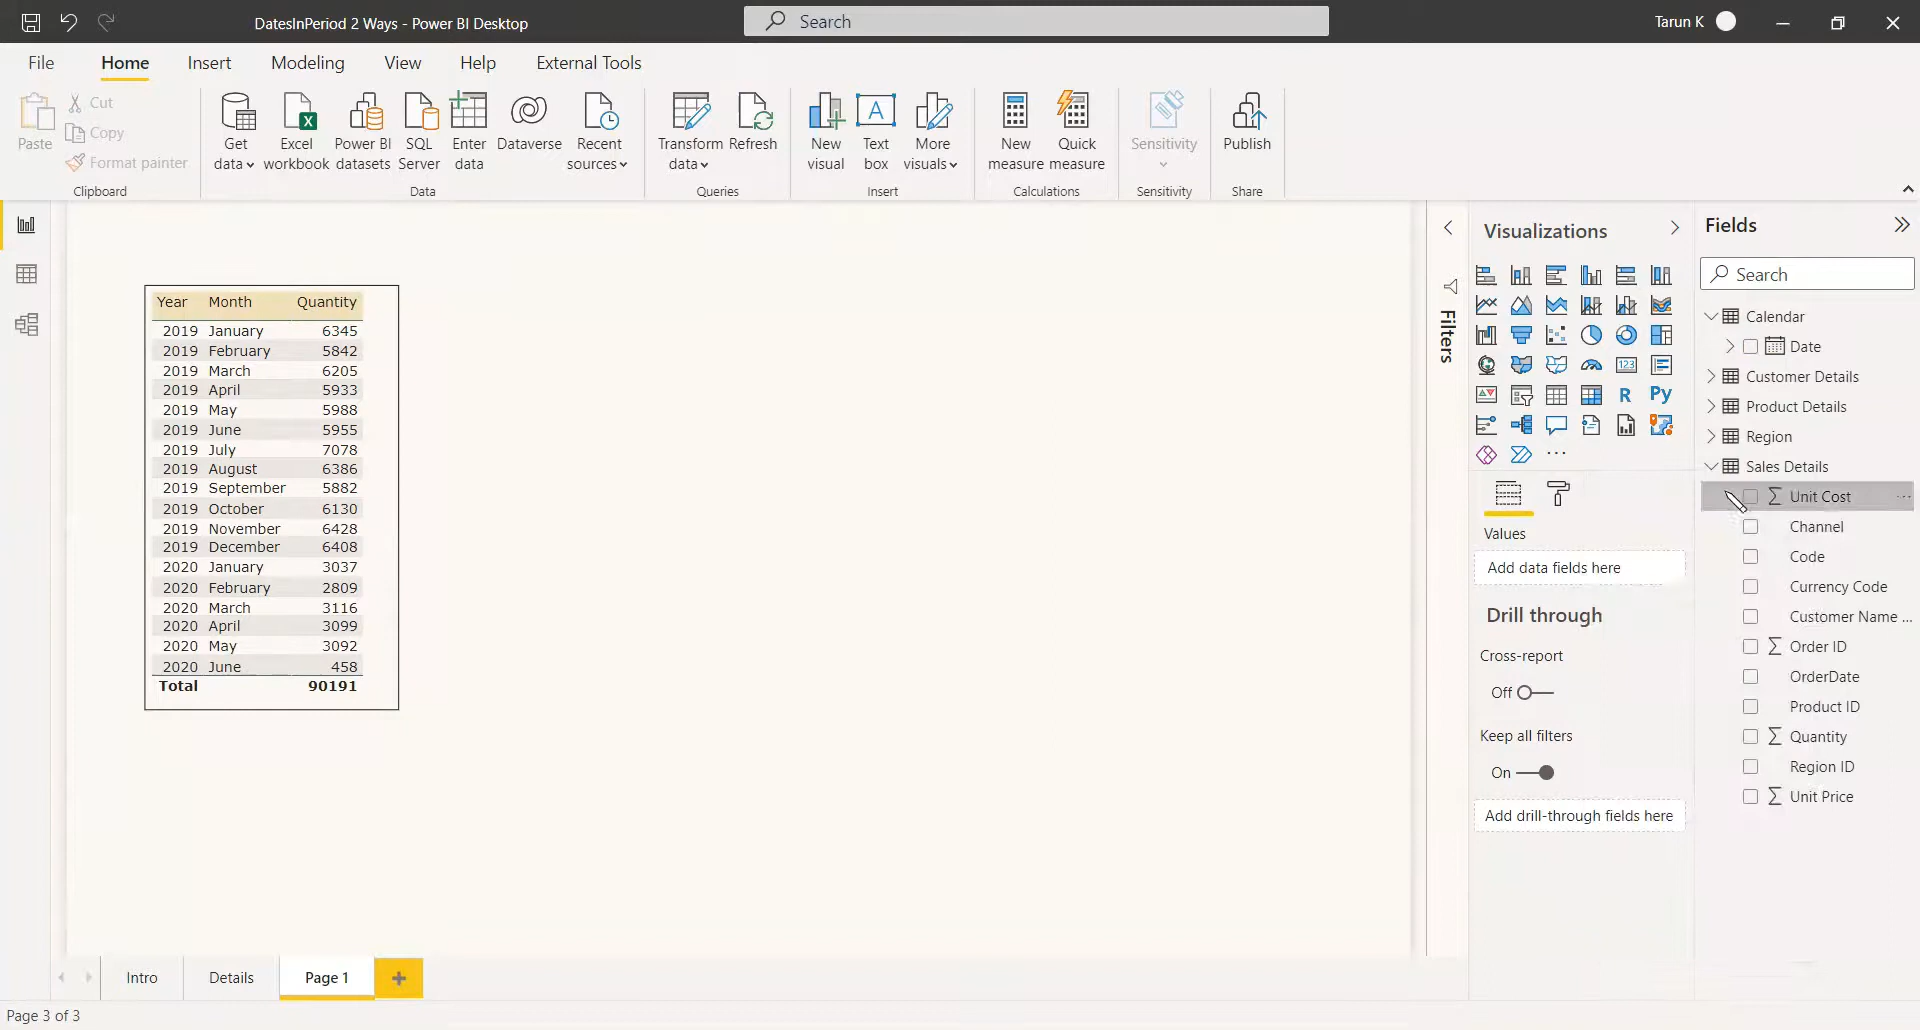 DatesInPeriod 2 Ways - Power BI Desktop
Search
Tarun K
File Home Insert Modeling View Help External Tools
Paste
Cut
Copy
Format painter
Clipboard
Get data
Excel workbook
Power BI datasets
SQL Server
Enter data
Dataverse
Recent sources
Data
Transform data
Refresh
Queries
New visual
Text box
More visuals
Insert
New measure
Quick measure
Calculations
Sensitivity
Sensitivity
Publish
Share
Year Month Quantity
2019 January 6345
2019 February 5842
2019 March 6205
2019 April 5933
2019 May 5988
2019 June 5955
2019 July 7078
2019 August 6386
2019 September 5882
2019 October 6130
2019 November 6428
2019 December 6408
2020 January 3037
2020 February 2809
2020 March 3116
2020 April 3099
2020 May 3092
2020 June 458
Total 90191
Filters
Visualizations
123
R
Py
...
Values
Add data fields here
Drill through
Cross-report
Off
Keep all filters
On
Add drill-through fields here
Fields
Search
Calendar
Date
Customer Details
Product Details
Region
Sales Details
Unit Cost
Channel
Code
Currency Code
Customer Name ...
Order ID
OrderDate
Product ID
Quantity
Region ID
Unit Price
Intro Details Page 1
Page 3 of 3